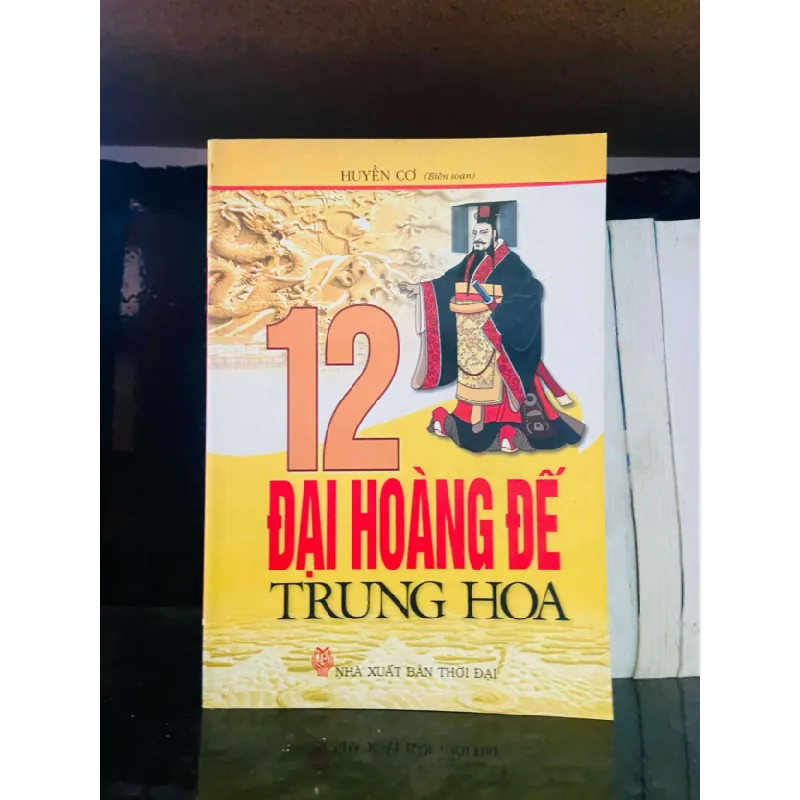 HUYỀN CƠ (Biên soạn)
12
ĐẠI HOÀNG ĐẾ
TRUNG HOA
NHÀ XUẤT BẢN THỜI ĐẠI